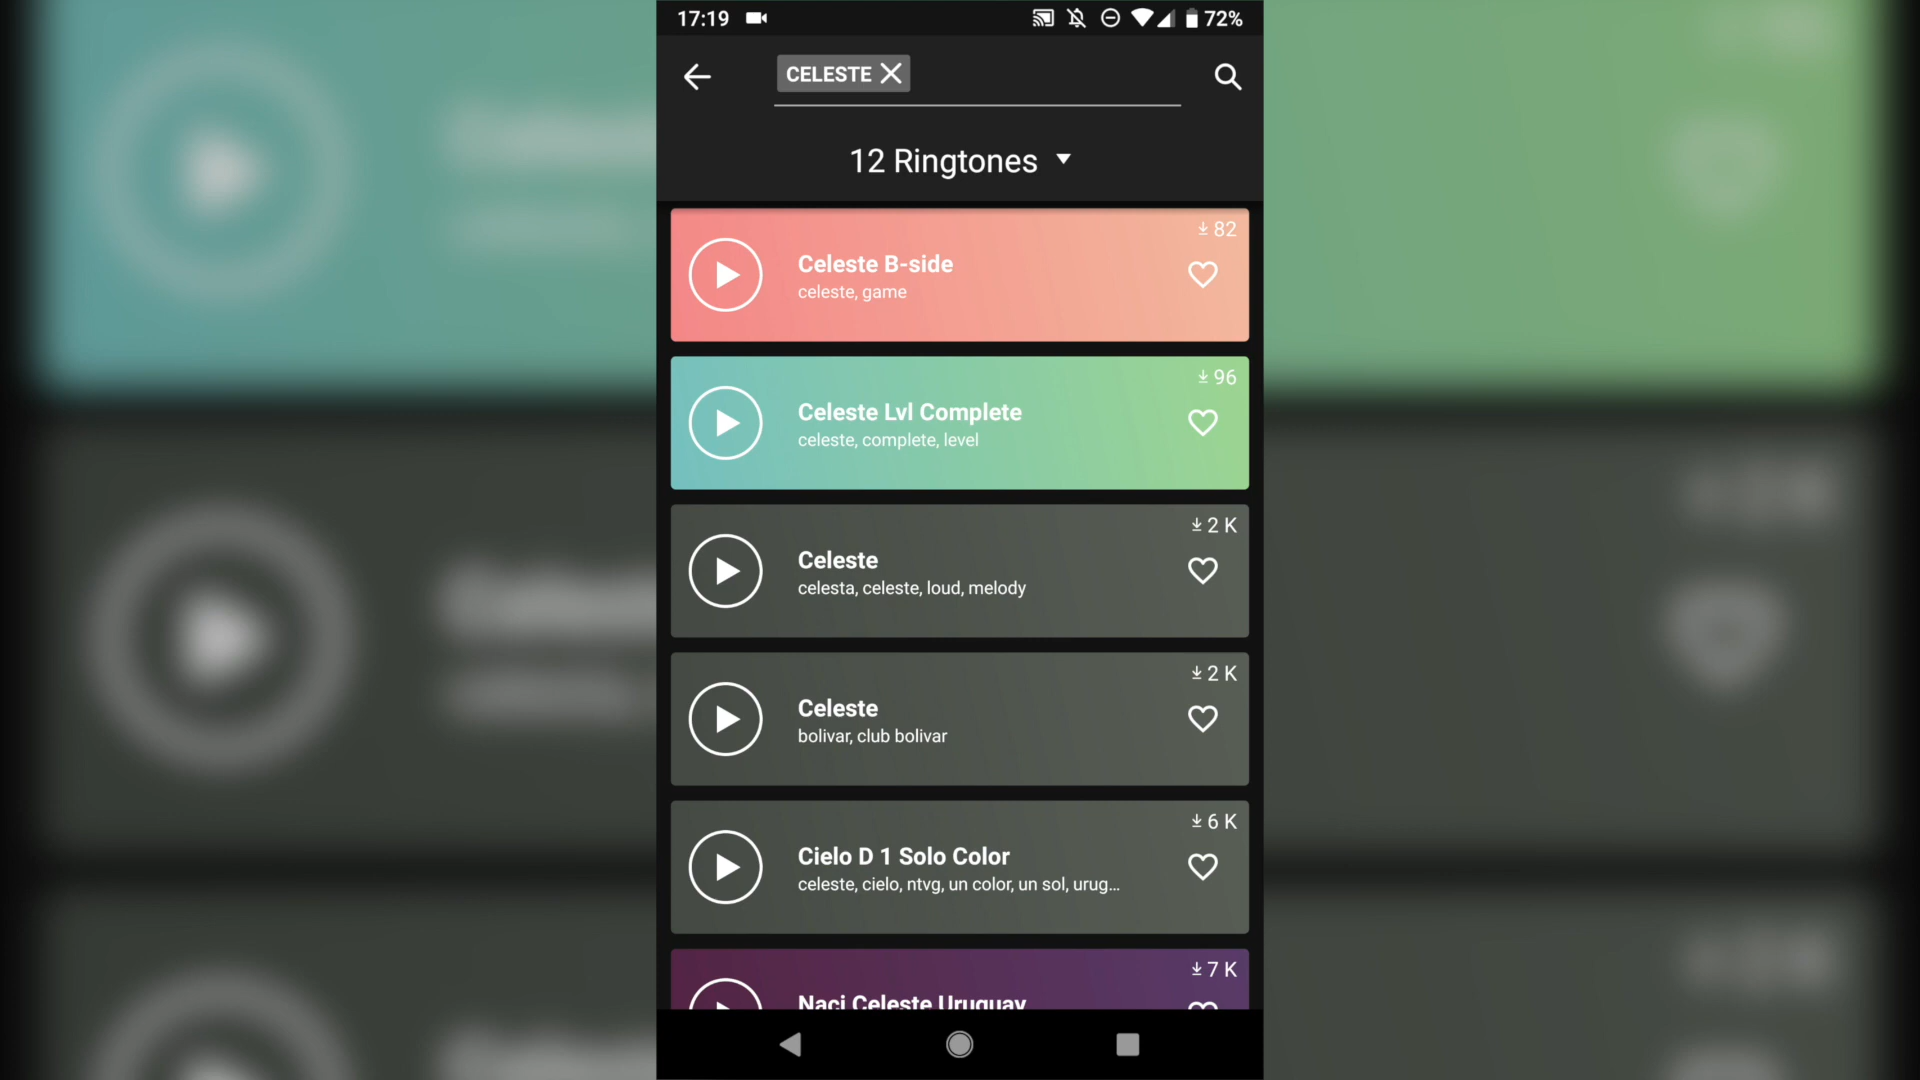 17:19
72%
CELESTE
12 Ringtones
82
Celeste B-side
celeste, game
96
Celeste Lvl Complete
celeste, complete, level
2 K
Celeste
celesta, celeste, loud, melody
2 K
Celeste
bolivar, club bolivar
6 K
Cielo D 1 Solo Color
celeste, cielo, ntvg, un color, un sol, urug...
7 K
Naci Celeste Uruguay